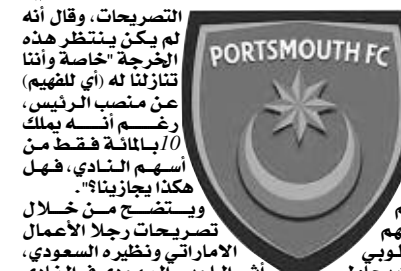 التصريحات، وقال أنه
لم يكن ينتظر هذه
الخرجة "خاصة وأننا
تنازلنا له (أي للفهيم)
عن منصب الرئيس،
رغم أنه يملك
10بالمائة فقط من
أسهم النادي، فهل
هكذا يجازينا؟".
ويتضح من خلال
تصريحات رجلا الأعمال
الاماراتي ونظيره السعودي،
PORTSMOUTH FC